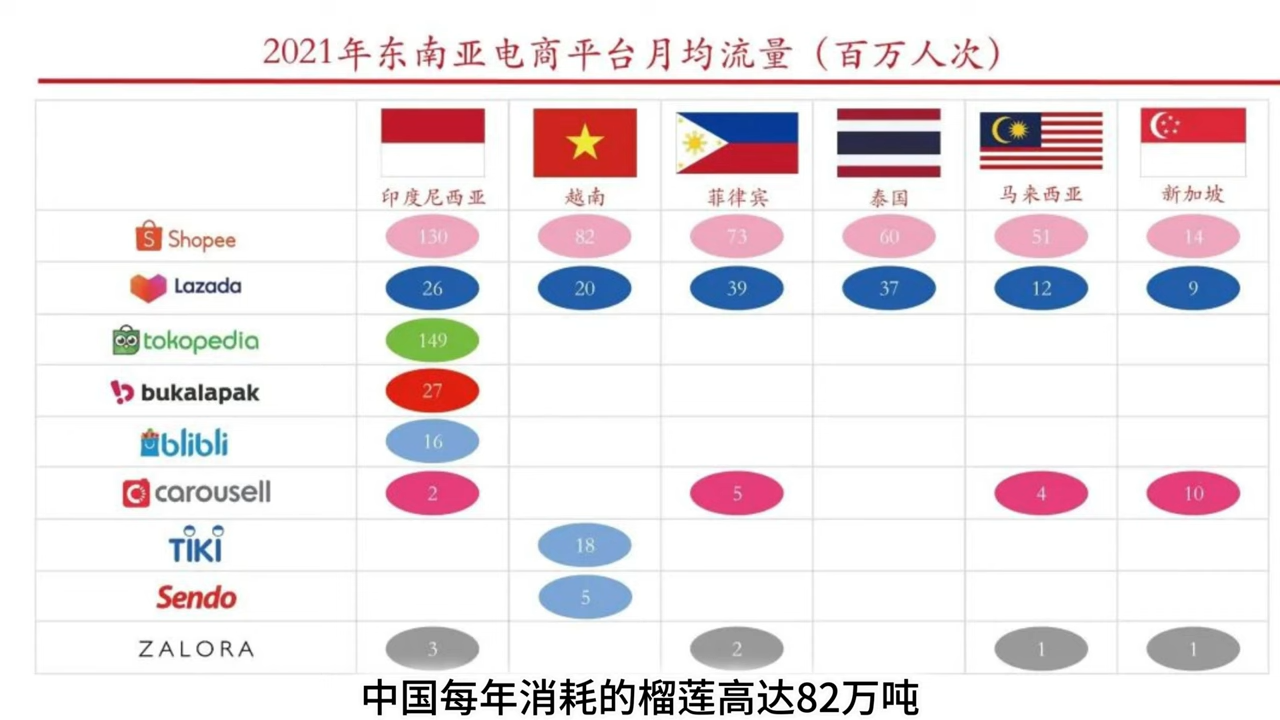 2021年东南亚电商平台月均流量（百万人次）
印度尼西亚 越南 菲律宾 泰国 马来西亚 新加坡
Shopee 130 82 73 60 51 14
Lazada 26 20 39 37 12 9
tokopedia 149
bukalapak 27
blibli 16
carousell 2 5 4 10
TiKi 18
Sendo 5
ZALORA 3 2 1 1
中国每年消耗的榴莲高达82万吨